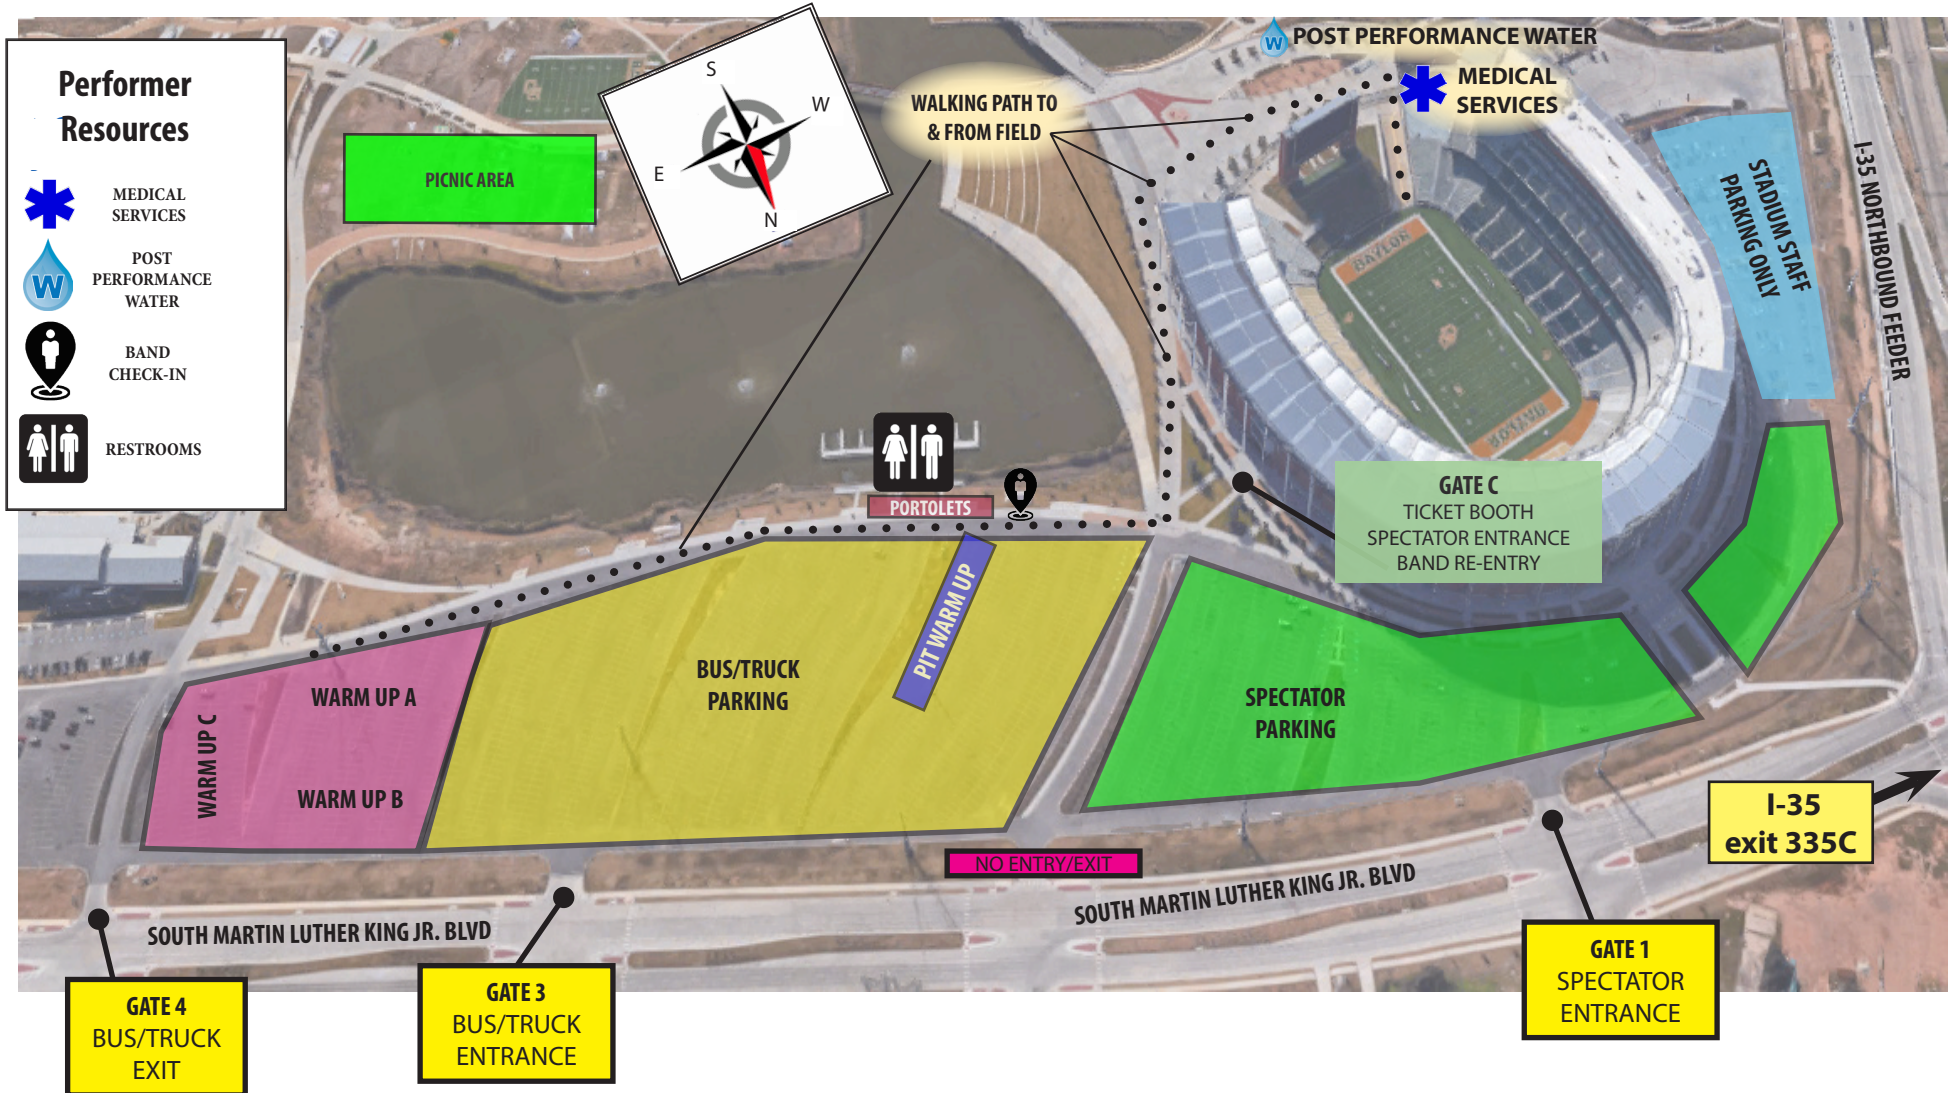 Performer
Resources
MEDICAL
SERVICES
POST
PERFORMANCE
WATER
W
BAND
CHECK-IN
RESTROOMS
PICNIC AREA
S
W
E
N
WALKING PATH TO
& FROM FIELD
W
POST PERFORMANCE WATER
MEDICAL
SERVICES
STADIUM STAFF
PARKING ONLY
I-35 NORTHBOUND FEEDER
BAYLOR
BAYLOR
PORTOLETS
GATE C
TICKET BOOTH
SPECTATOR ENTRANCE
BAND RE-ENTRY
PIT WARM UP
BUS/TRUCK
PARKING
WARM UP A
WARM UP B
WARM UP C
SPECTATOR
PARKING
I-35
exit 335C
NO ENTRY/EXIT
SOUTH MARTIN LUTHER KING JR. BLVD
SOUTH MARTIN LUTHER KING JR. BLVD
GATE 4
BUS/TRUCK
EXIT
GATE 3
BUS/TRUCK
ENTRANCE
GATE 1
SPECTATOR
ENTRANCE